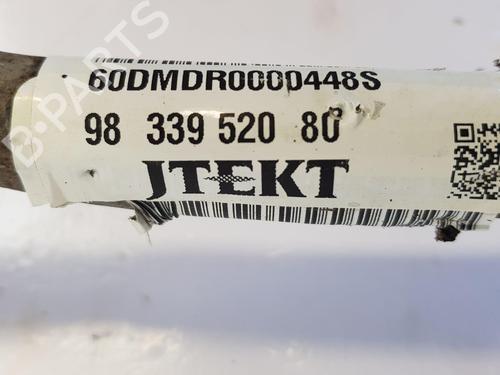 60DMDR0000448S
98 339 520 80
JTEKT
B-PARTS